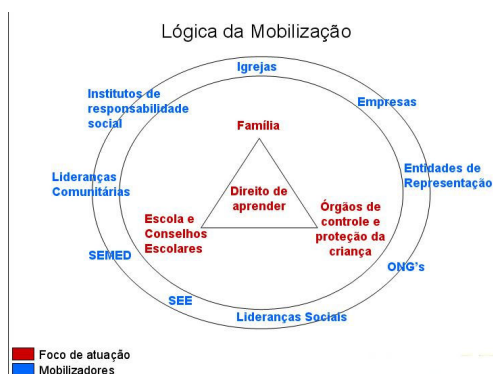 Lógica da Mobilização
Igrejas
Institutos de
responsabilidade
social
Empresas
Família
Lideranças
Comunitárias
Entidades de
Representação
Direito de
aprender
Escola e
Conselhos
Escolares
Órgãos de
controle e
proteção da
criança
SEMED
ONG's
SEE
Lideranças Sociais
Foco de atuação
Mobilizadores